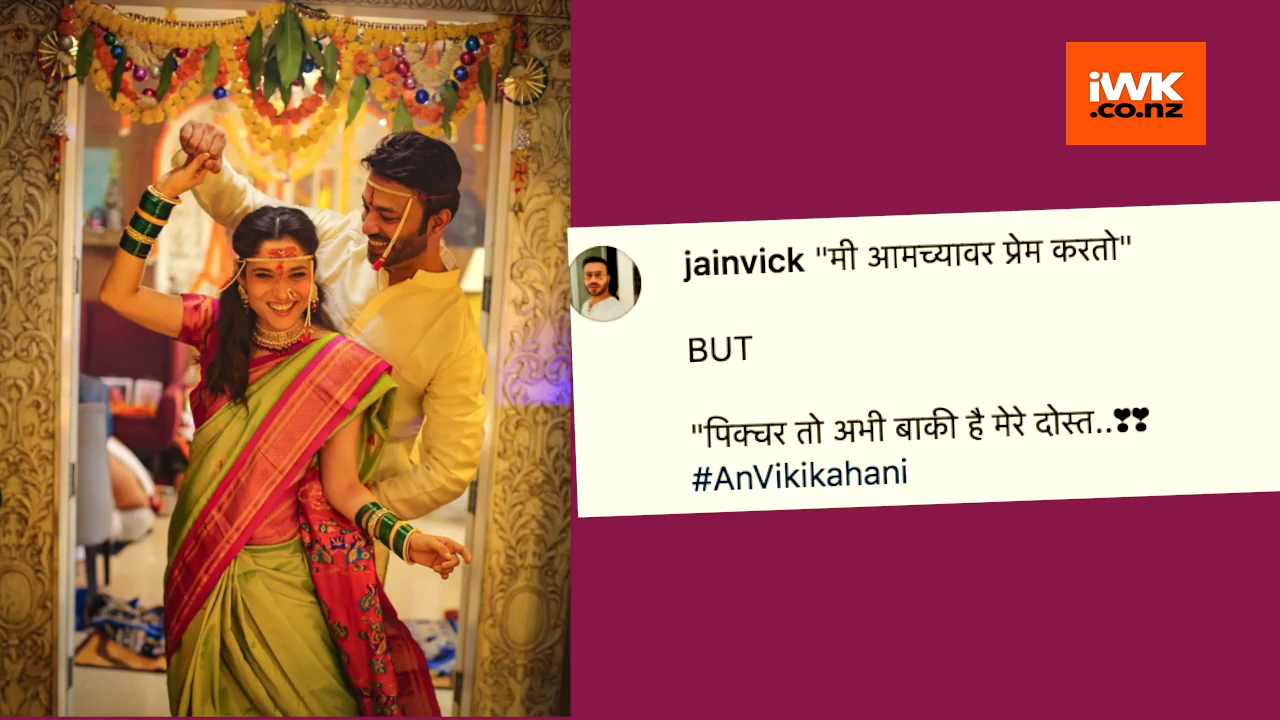 iWK
.co.nz
jainvick "मी आमच्यावर प्रेम करतो"
BUT
"पिक्चर तो अभी बाकी है मेरे दोस्त..❣❣
#AnVikikahani